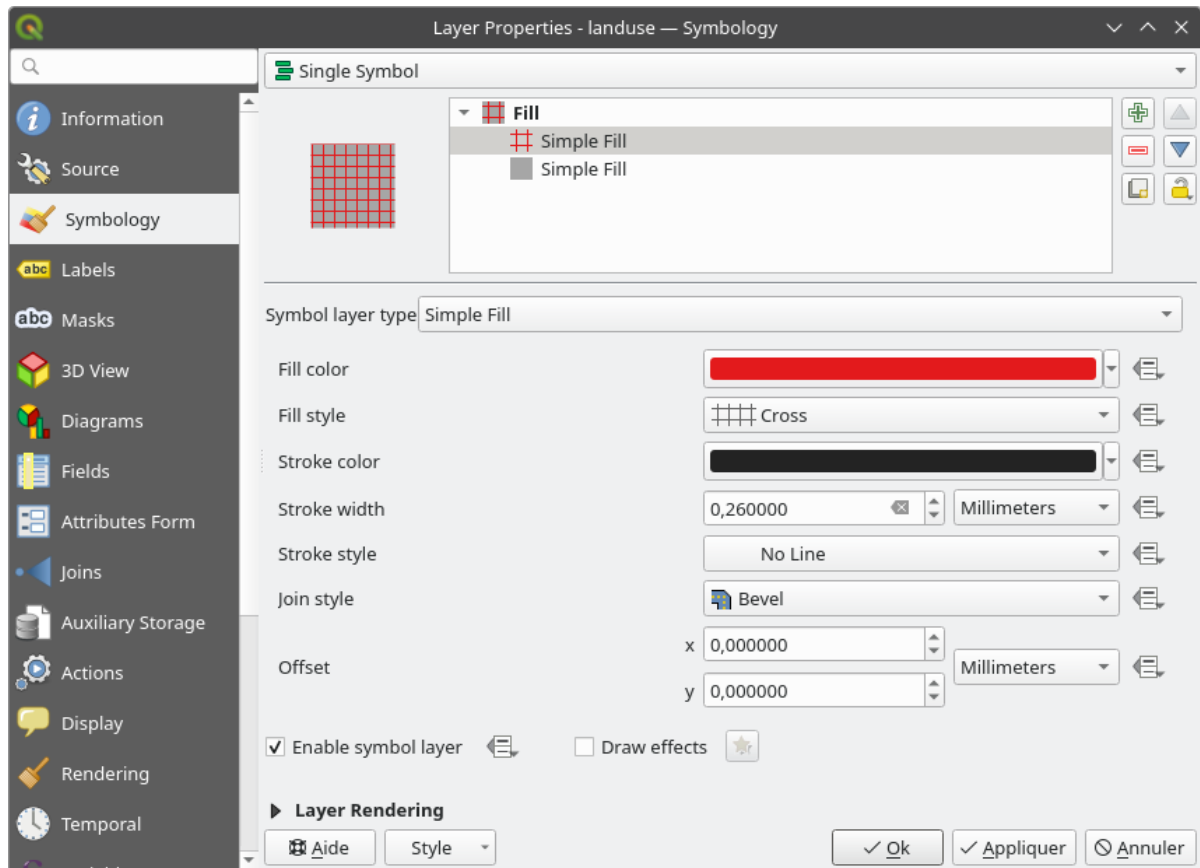 Layer Properties - landuse — Symbology
Single Symbol
Information
Source
Symbology
abc Labels
abc Masks
3D View
Diagrams
Fields
Attributes Form
Joins
Auxiliary Storage
Actions
Display
Rendering
Temporal
Fill
Simple Fill
Simple Fill
Symbol layer type Simple Fill
Fill color
Fill style Cross
Stroke color
Stroke width 0,260000 Millimeters
Stroke style No Line
Join style Bevel
x 0,000000
Offset Millimeters
y 0,000000
Enable symbol layer Draw effects
Layer Rendering
Aide Style Ok Appliquer Annuler